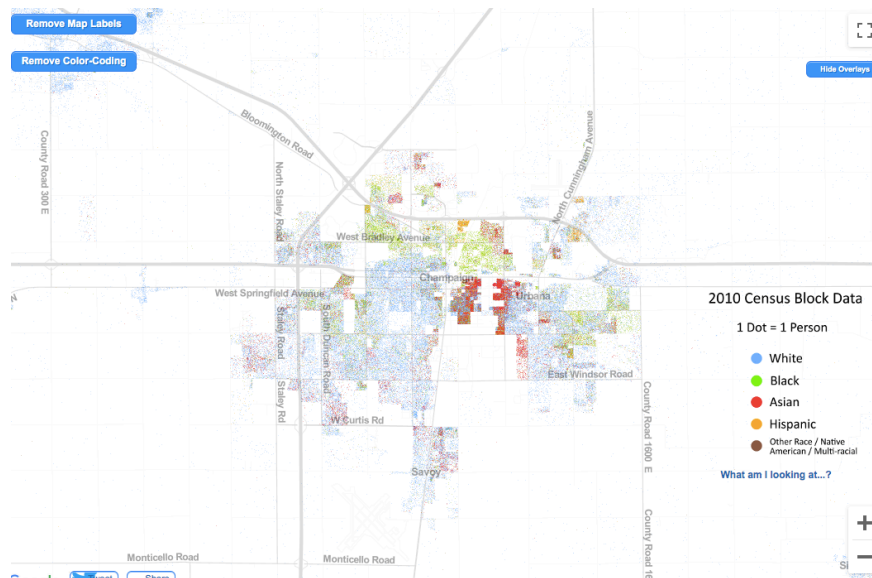 Remove Map Labels
Remove Color-Coding
Hide Overlays
Bloomington Road
County Road 300 E
North Staley Road
North Cunningham Avenue
West Bradley Avenue
Champaign
West Springfield Avenue
Urbana
South Duncan Road
Staley Road
East Windsor Road
Staley Rd
W Curtis Rd
County Road 1600 E
Savoy
2010 Census Block Data
1 Dot = 1 Person
White
Black
Asian
Hispanic
Other Race / Native
American / Multi-racial
What am I looking at...?
County Road 16
Monticello Road
Monticello Road
Tweet
Share
+
−